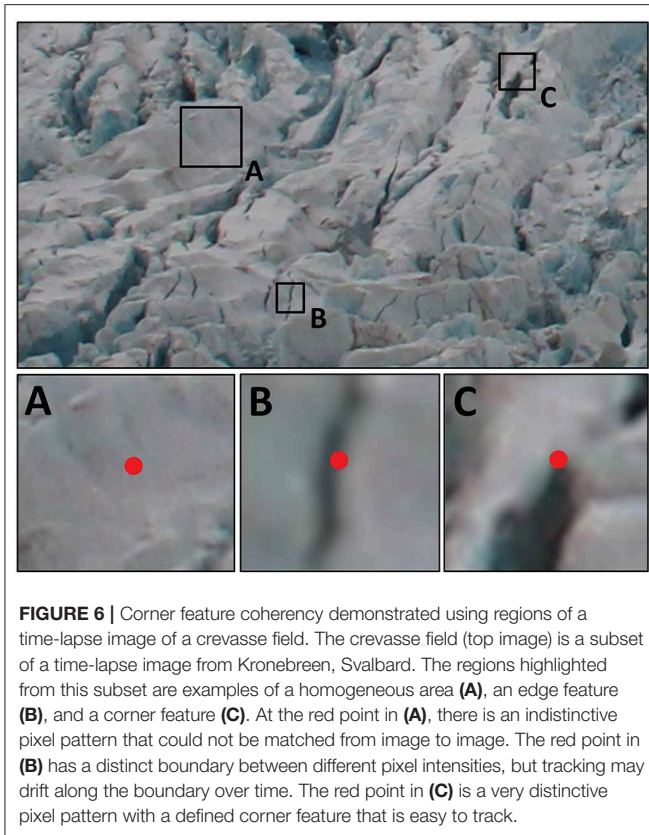 C
A
B
A
B
C
FIGURE 6 | Corner feature coherency demonstrated using regions of a
time-lapse image of a crevasse field. The crevasse field (top image) is a subset
of a time-lapse image from Kronebreen, Svalbard. The regions highlighted
from this subset are examples of a homogeneous area (A), an edge feature
(B), and a corner feature (C). At the red point in (A), there is an indistinctive
pixel pattern that could not be matched from image to image. The red point in
(B) has a distinct boundary between different pixel intensities, but tracking may
drift along the boundary over time. The red point in (C) is a very distinctive
pixel pattern with a defined corner feature that is easy to track.